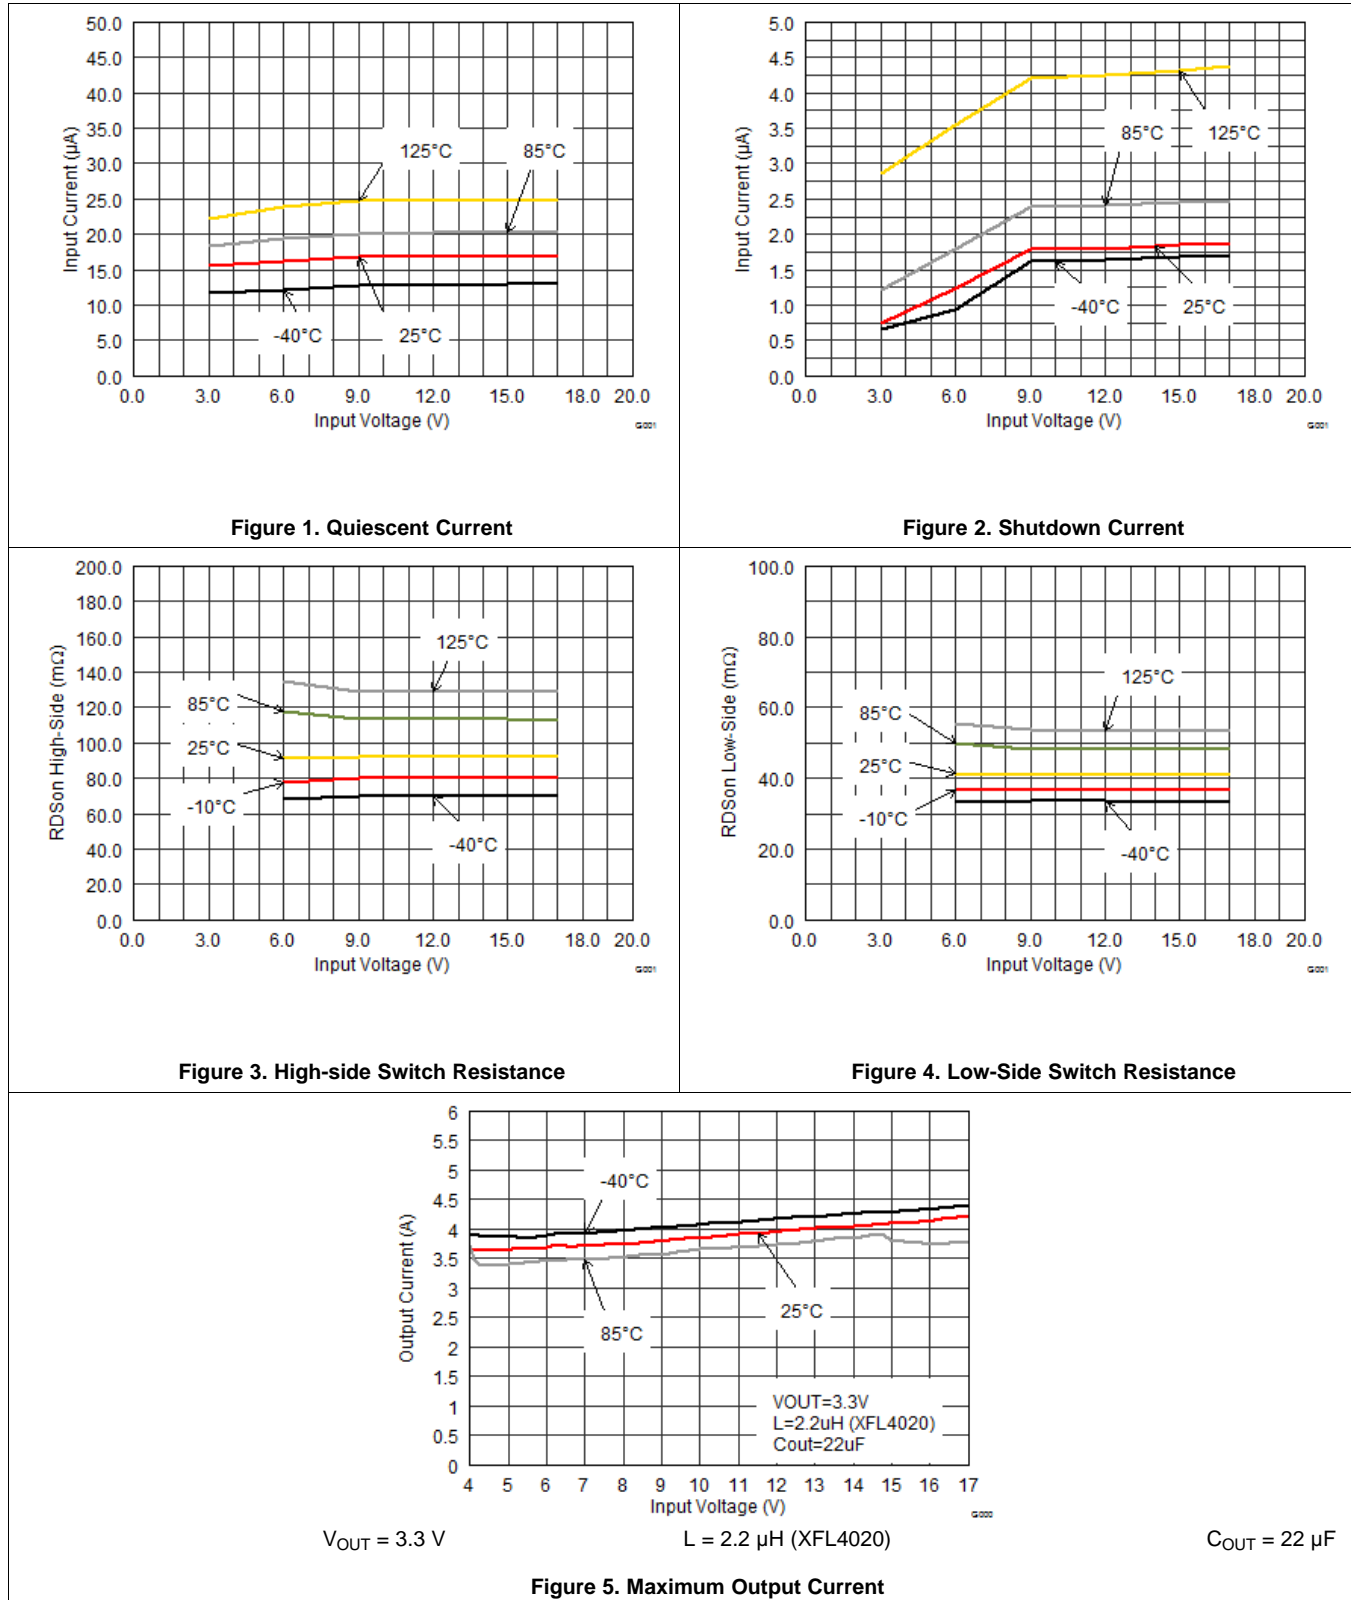 50.0
45.0
40.0
35.0
30.0
25.0
20.0
15.0
10.0
5.0
0.0
Input Current (µA)
125°C
85°C
-40°C
25°C
0.0 3.0 6.0 9.0 12.0 15.0 18.0 20.0
Input Voltage (V)
G001
Figure 1. Quiescent Current
5.0
4.5
4.0
3.5
3.0
2.5
2.0
1.5
1.0
0.5
0.0
Input Current (µA)
85°C
125°C
-40°C
25°C
0.0 3.0 6.0 9.0 12.0 15.0 18.0 20.0
Input Voltage (V)
G001
Figure 2. Shutdown Current
200.0
180.0
160.0
140.0
120.0
100.0
80.0
60.0
40.0
20.0
0.0
RDSon High-Side (mΩ)
125°C
85°C
25°C
-10°C
-40°C
0.0 3.0 6.0 9.0 12.0 15.0 18.0 20.0
Input Voltage (V)
G001
Figure 3. High-side Switch Resistance
100.0
80.0
60.0
40.0
20.0
0.0
RDSon Low-Side (mΩ)
125°C
85°C
25°C
-10°C
-40°C
0.0 3.0 6.0 9.0 12.0 15.0 18.0 20.0
Input Voltage (V)
G001
Figure 4. Low-Side Switch Resistance
6
5.5
5
4.5
4
3.5
3
2.5
2
1.5
1
0.5
0
Output Current (A)
-40°C
25°C
85°C
VOUT=3.3V
L=2.2uH (XFL4020)
Cout=22uF
4 5 6 7 8 9 10 11 12 13 14 15 16 17
Input Voltage (V)
G000
VOUT = 3.3 V L = 2.2 µH (XFL4020) COUT = 22 µF
Figure 5. Maximum Output Current